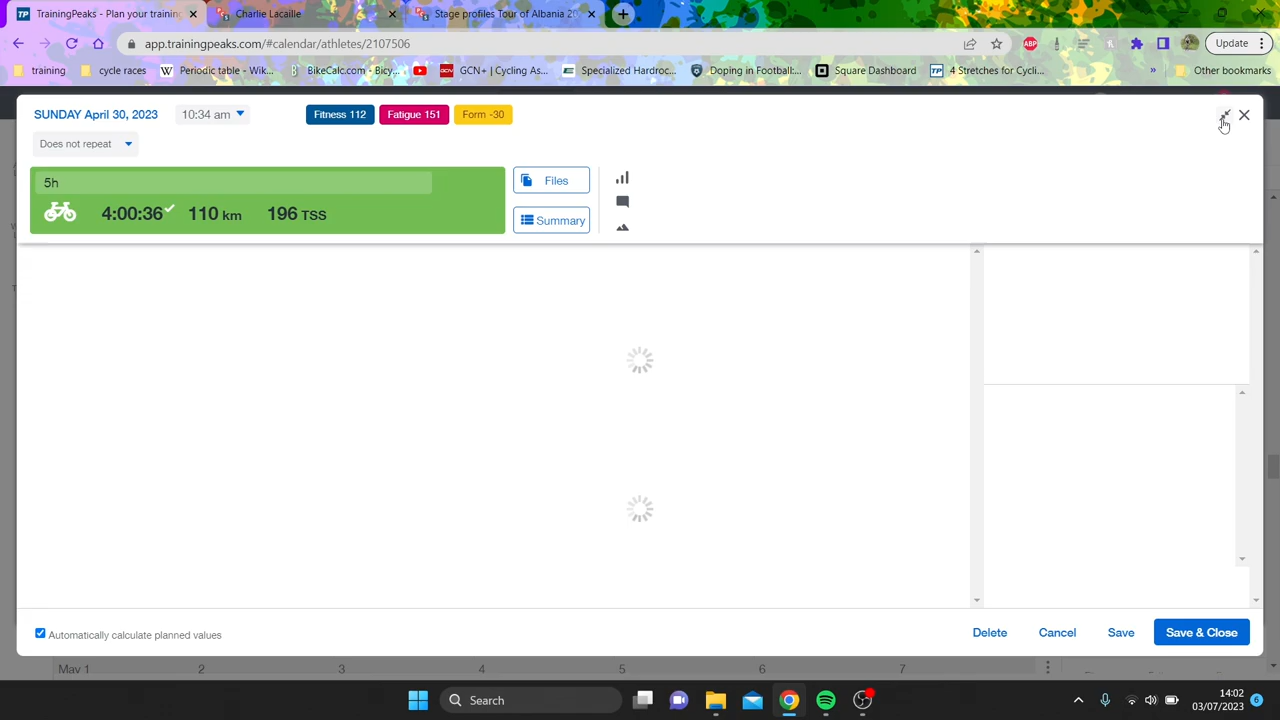 TrainingPeaks - Plan your training
Charlie Lacaille
Stage profiles Tour of Albania 20
app.trainingpeaks.com/#calendar/athletes/2107506
ABP
Update
training
cycle races
Periodic table - Wik...
BikeCalc.com - Bicy...
GCN+ | Cycling As...
Specialized Hardroc...
Doping in Football:...
Square Dashboard
4 Stretches for Cycli...
»
Other bookmarks
SUNDAY April 30, 2023
10:34 am
Fitness 112
Fatigue 151
Form -30
Does not repeat
5h
Files
4:00:36
110 km
196 TSS
Summary
Automatically calculate planned values
Delete
Cancel
Save
Save & Close
May 1
2
3
4
5
6
7
Search
14:02
03/07/2023
6